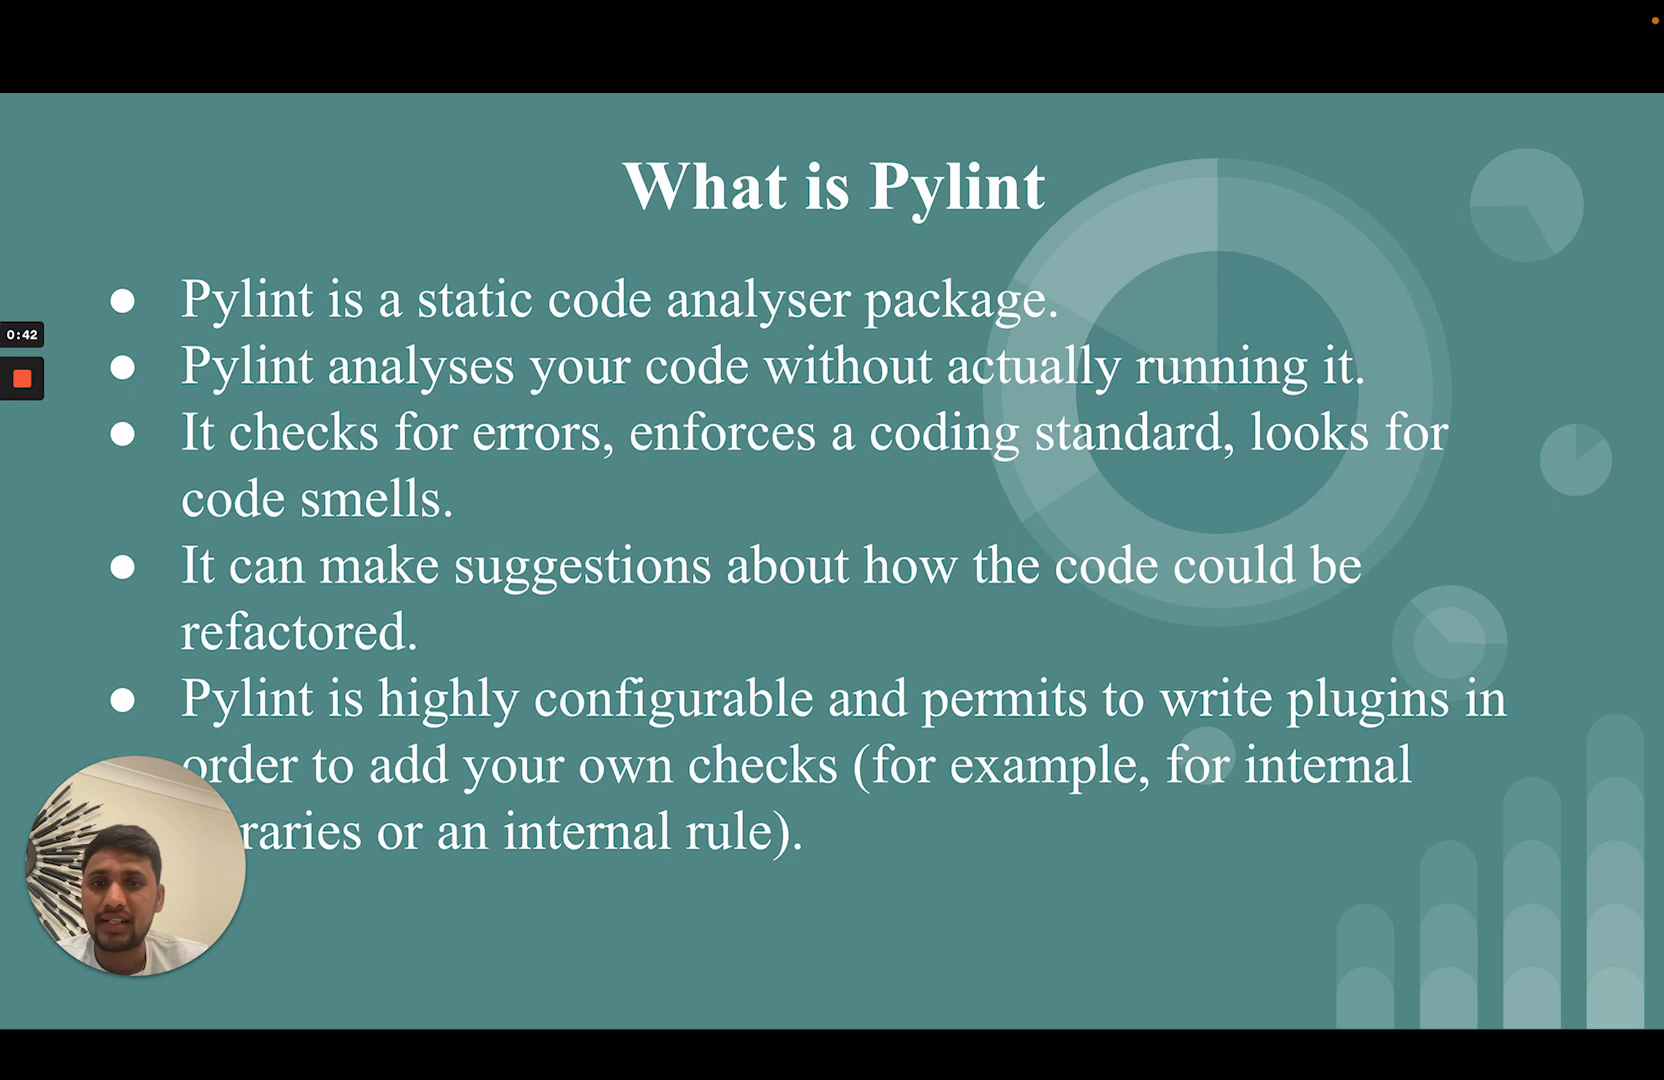 What is Pylint
● Pylint is a static code analyser package.
● Pylint analyses your code without actually running it.
0:42
● It checks for errors, enforces a coding standard, looks for
code smells.
● It can make suggestions about how the code could be
refactored.
● Pylint is highly configurable and permits to write plugins in
order to add your own checks (for example, for internal
raries or an internal rule).